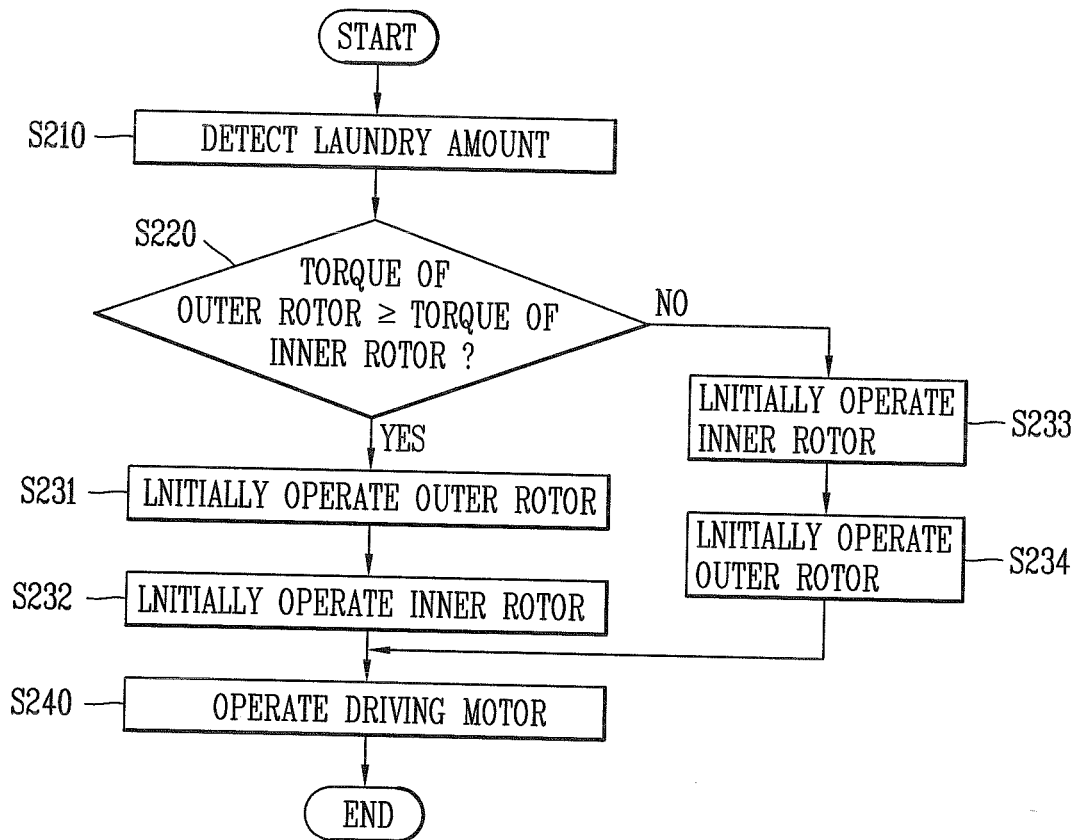 START
S210
DETECT LAUNDRY AMOUNT
S220
TORQUE OF
OUTER ROTOR ≥ TORQUE OF
INNER ROTOR ?
NO
YES
S233
LNITIALLY OPERATE
INNER ROTOR
S231
LNITIALLY OPERATE OUTER ROTOR
S234
LNITIALLY OPERATE
OUTER ROTOR
S232
LNITIALLY OPERATE INNER ROTOR
S240
OPERATE DRIVING MOTOR
END